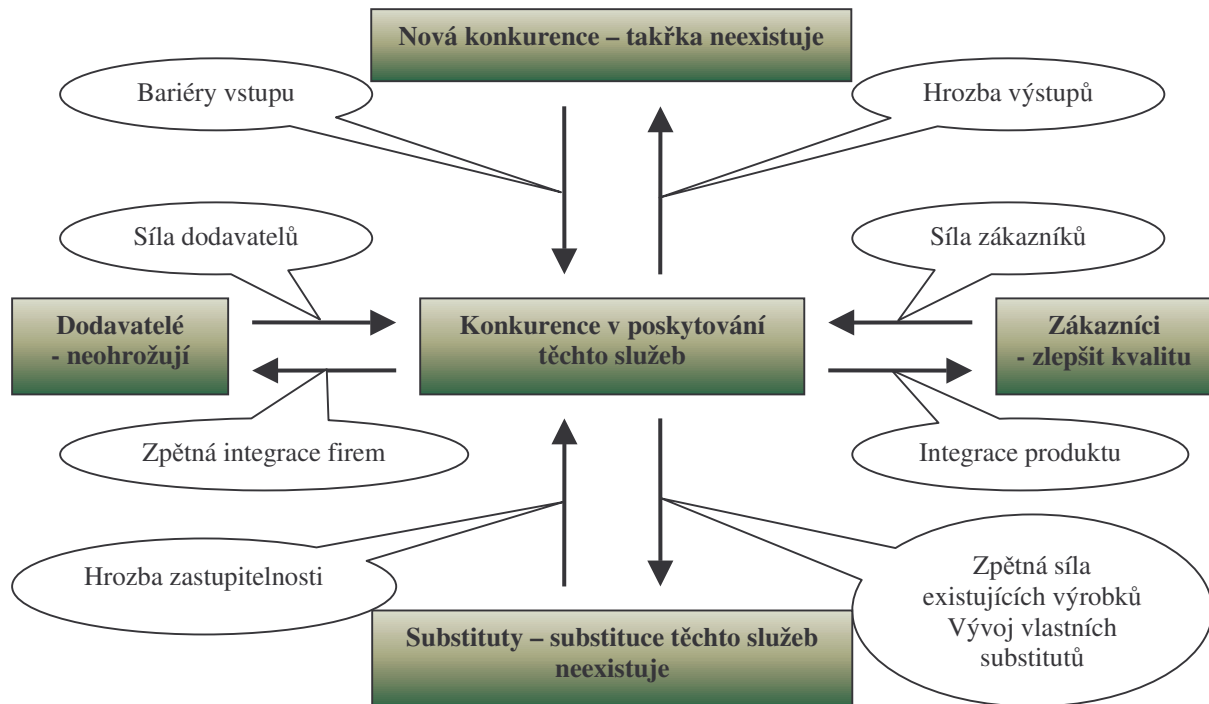 Nová konkurence – takřka neexistuje
Bariéry vstupu
Hrozba výstupů
Síla dodavatelů
Síla zákazníků
Dodavatelé
- neohrožují
Konkurence v poskytování
těchto služeb
Zákazníci
- zlepšit kvalitu
Zpětná integrace firem
Integrace produktu
Hrozba zastupitelnosti
Zpětná síla
existujících výrobků
Vývoj vlastních
substitutů
Substituty – substituce těchto služeb
neexistuje